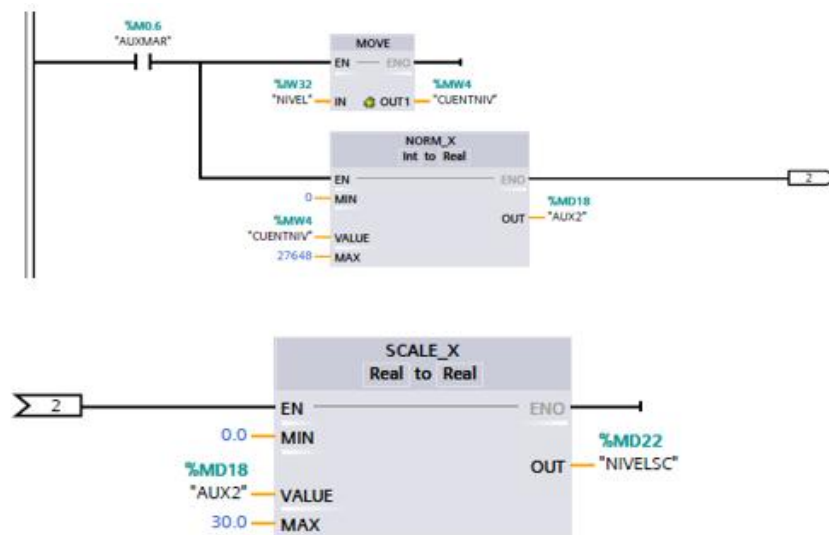 %M0.6
"AUXMAR"
MOVE
EN ENO
%IW32
"NIVEL" IN OUT1 %MW4
"CUENTNIV"
NORM_X
Int to Real
EN ENO
0 MIN
%MD18
OUT "AUX2"
%MW4
"CUENTNIV" VALUE
27648 MAX
2
SCALE_X
Real to Real
2
EN ENO
0.0 MIN
%MD22
OUT "NIVELSC"
%MD18
"AUX2" VALUE
30.0 MAX